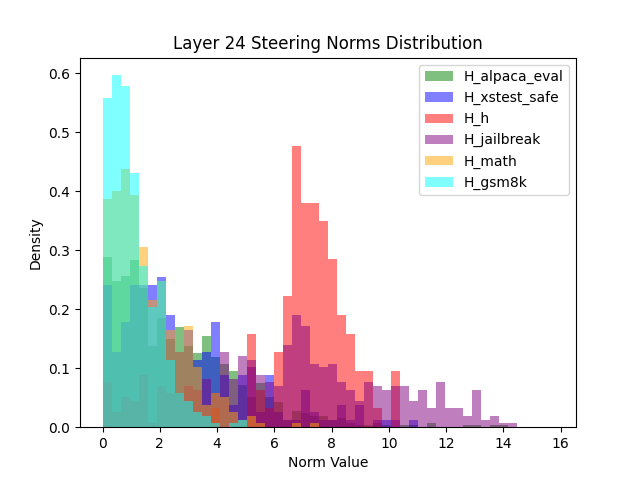 Layer 24 Steering Norms Distribution
H_alpaca_eval
H_xstest_safe
H_h
H_jailbreak
H_math
H_gsm8k
Density
0.6
0.5
0.4
0.3
0.2
0.1
0.0
0 2 4 6 8 10 12 14 16
Norm Value